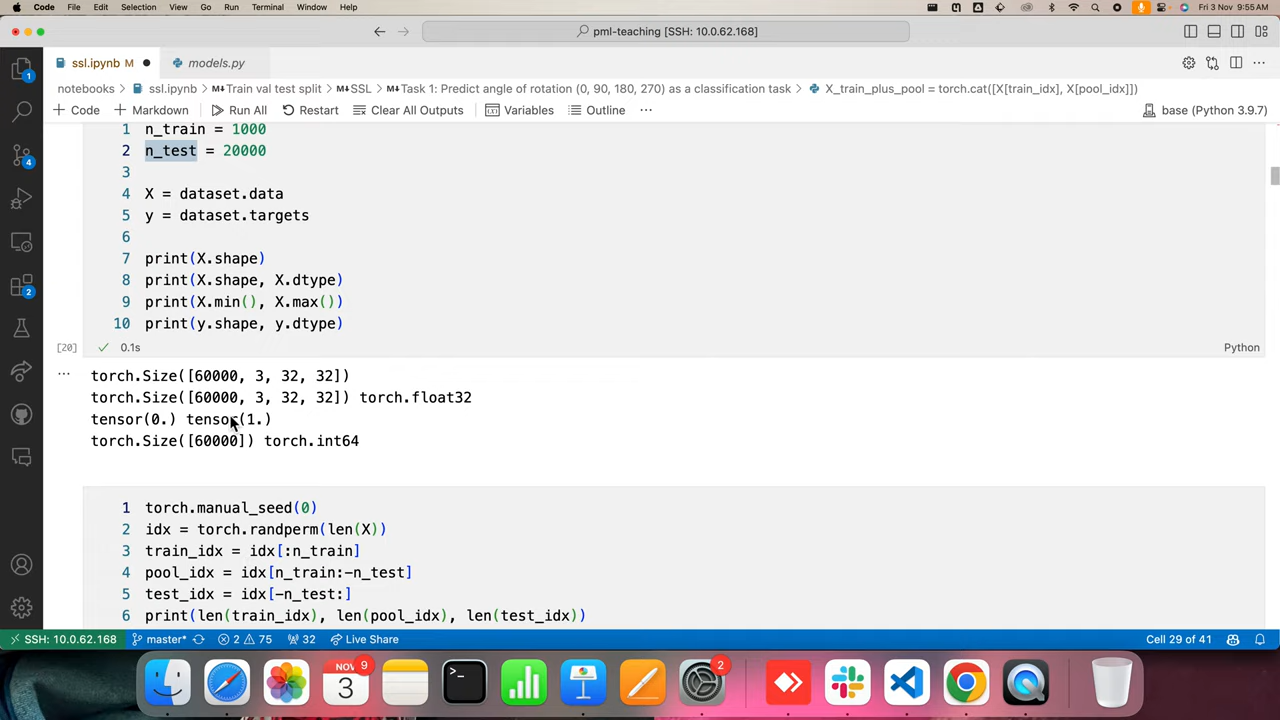 Code File Edit Selection View Go Run Terminal Window Help Fri 3 Nov 9:55 AM
pml-teaching [SSH: 10.0.62.168]
ssl.ipynb M models.py
notebooks > ssl.ipynb > Train val test split > SSL > Task 1: Predict angle of rotation (0, 90, 180, 270) as a classification task > X_train_plus_pool = torch.cat([X[train_idx], X[pool_idx]])
+ Code + Markdown Run All Restart Clear All Outputs Variables Outline ... base (Python 3.9.7)
1 n_train = 1000
2 n_test = 20000
3
4 X = dataset.data
5 y = dataset.targets
6
7 print(X.shape)
8 print(X.shape, X.dtype)
9 print(X.min(), X.max())
10 print(y.shape, y.dtype)
[20] 0.1s Python
... torch.Size([60000, 3, 32, 32])
torch.Size([60000, 3, 32, 32]) torch.float32
tensor(0.) tensor(1.)
torch.Size([60000]) torch.int64
1 torch.manual_seed(0)
2 idx = torch.randperm(len(X))
3 train_idx = idx[:n_train]
4 pool_idx = idx[n_train:-n_test]
5 test_idx = idx[-n_test:]
6 print(len(train_idx), len(pool_idx), len(test_idx))
1
4
2
SSH: 10.0.62.168 master* 2 75 32 Live Share Cell 29 of 41
NOV 9
3
2